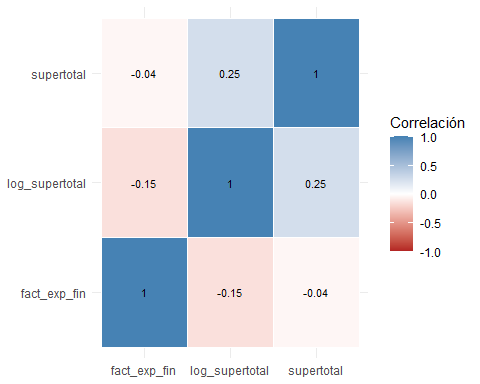 supertotal
-0.04
0.25
1
log_supertotal
-0.15
1
0.25
fact_exp_fin
1
-0.15
-0.04
fact_exp_fin
log_supertotal
supertotal
Correlación
1.0
0.5
0.0
-0.5
-1.0